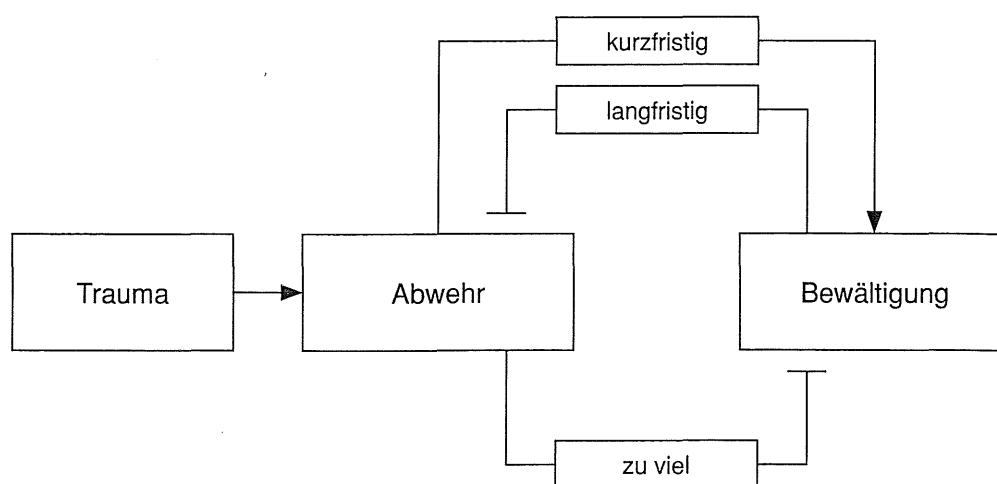 kurzfristig
langfristig
Trauma
Abwehr
Bewältigung
zu viel